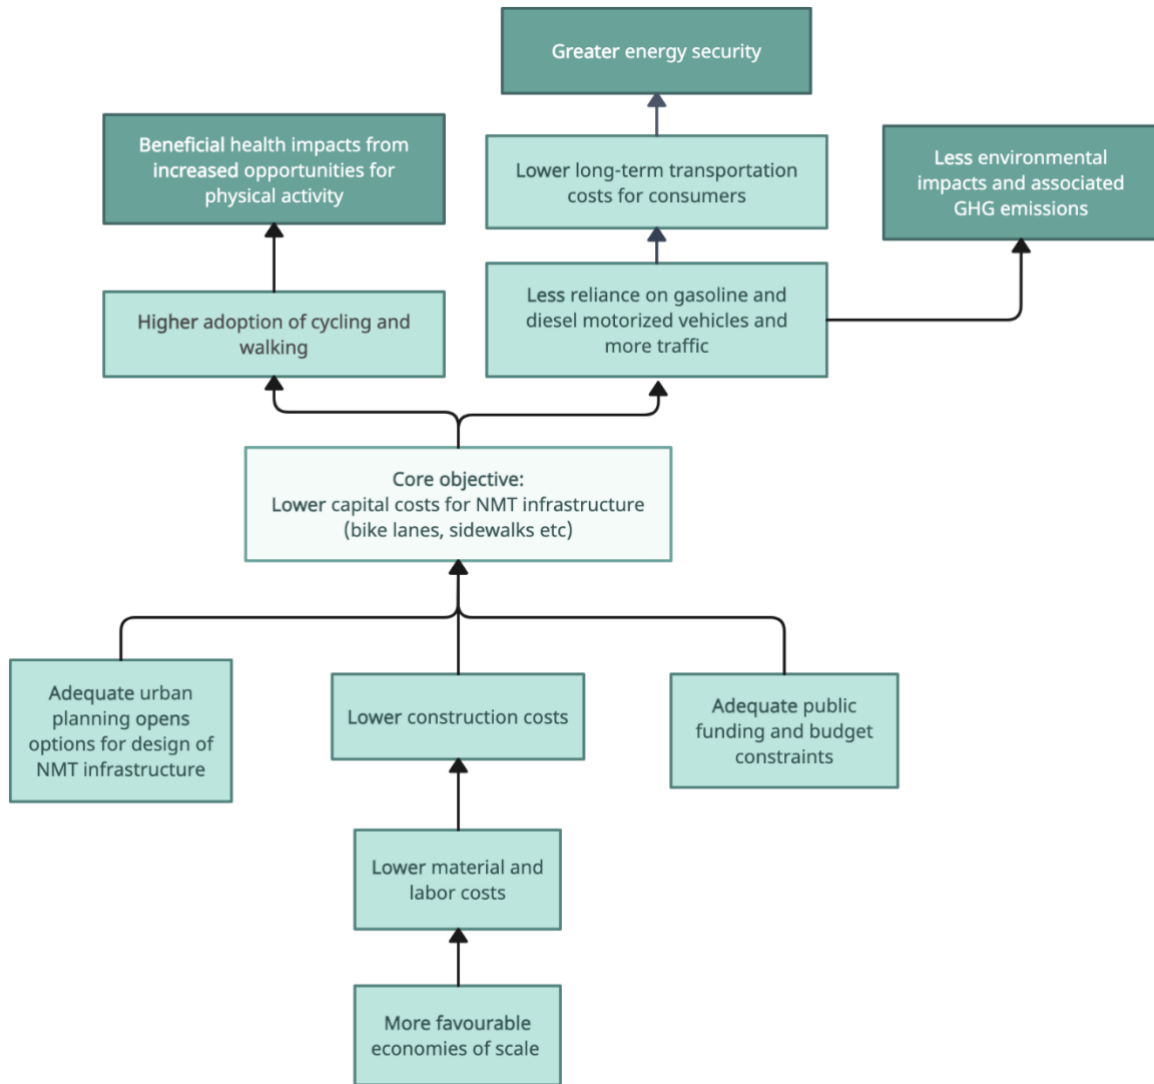 Greater energy security
Beneficial health impacts from
increased opportunities for
physical activity
Lower long-term transportation
costs for consumers
Less environmental
impacts and associated
GHG emissions
Higher adoption of cycling and
walking
Less reliance on gasoline and
diesel motorized vehicles and
more traffic
Core objective:
Lower capital costs for NMT infrastructure
(bike lanes, sidewalks etc)
Adequate urban
planning opens
options for design of
NMT infrastructure
Lower construction costs
Adequate public
funding and budget
constraints
Lower material and
labor costs
More favourable
economies of scale